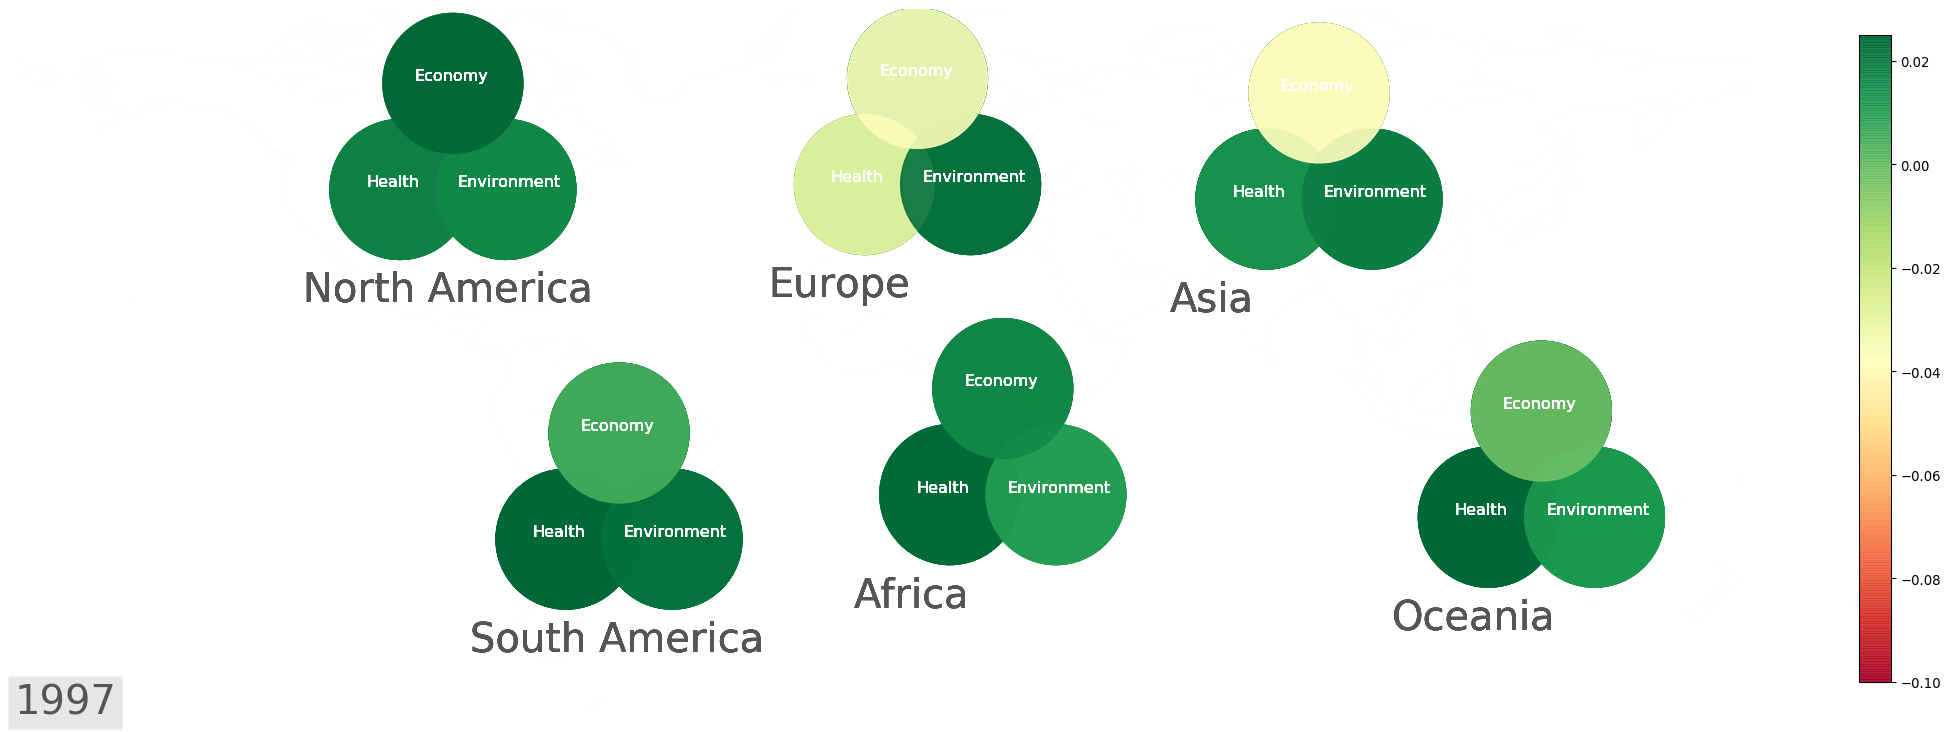 Economy
Health
Environment
North America
Economy
Health
Environment
Europe
Economy
Health
Environment
Asia
Economy
Health
Environment
South America
Economy
Health
Environment
Africa
Economy
Health
Environment
Oceania
0.02
0.00
−0.02
−0.04
−0.06
−0.08
−0.10
1997